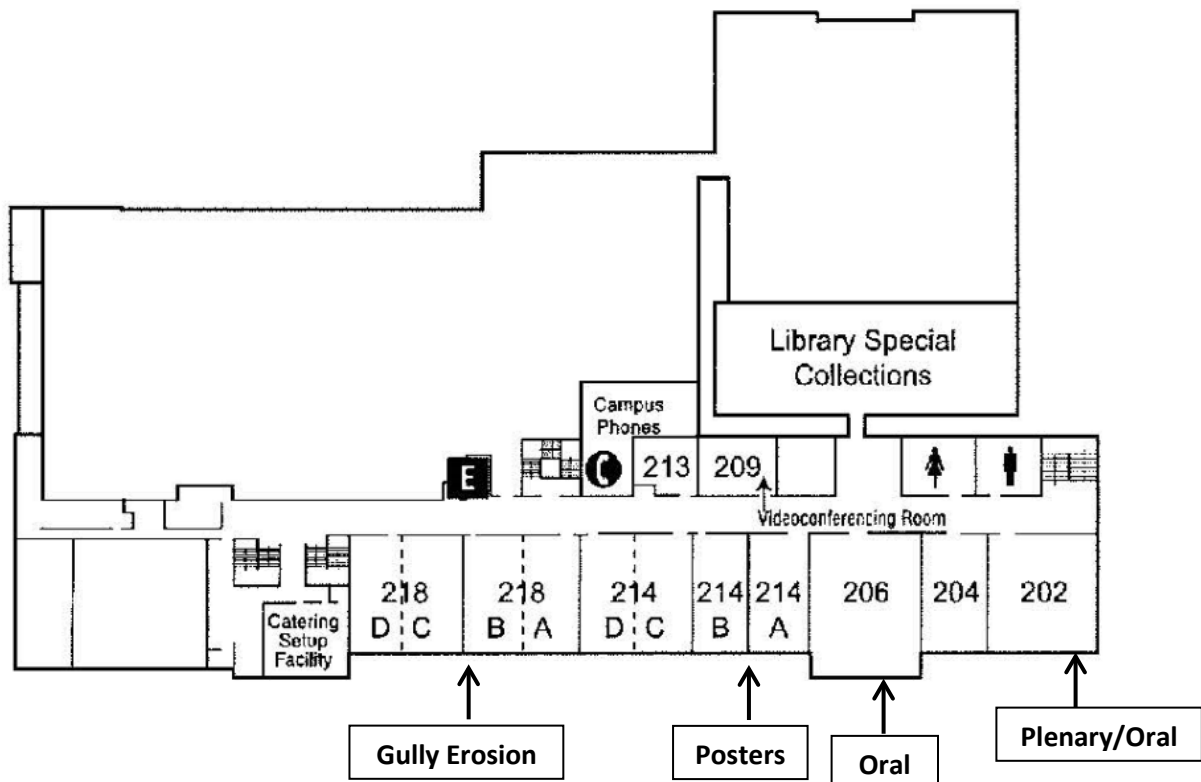 Library Special
Collections
Campus
Phones
E
213
209
Videoconferencing Room
218
D C
218
B A
214
D C
214
B
214
A
206
204
202
Catering
Setup
Facility
Gully Erosion
Posters
Oral
Plenary/Oral